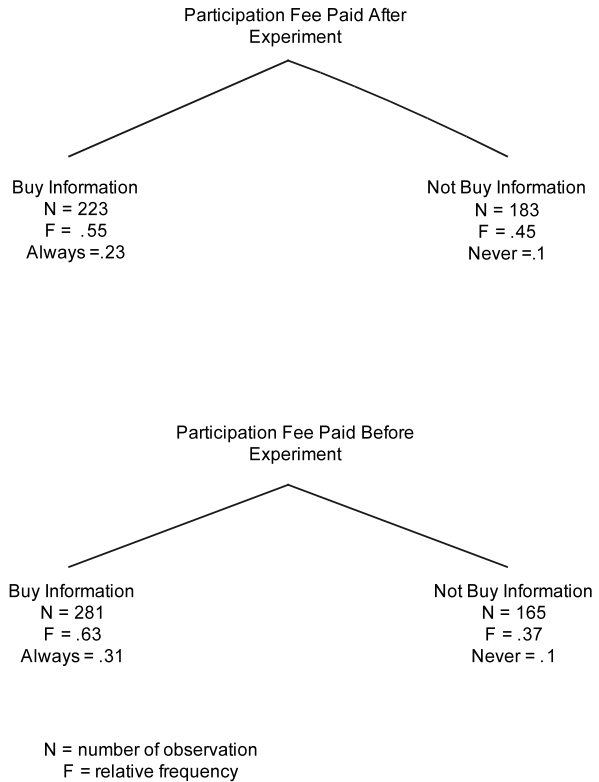 Participation Fee Paid After
Experiment
Buy Information
N = 223
F = .55
Always =.23
Not Buy Information
N = 183
F = .45
Never =.1
Participation Fee Paid Before
Experiment
Buy Information
N = 281
F = .63
Always = .31
Not Buy Information
N = 165
F = .37
Never = .1
N = number of observation
F = relative frequency